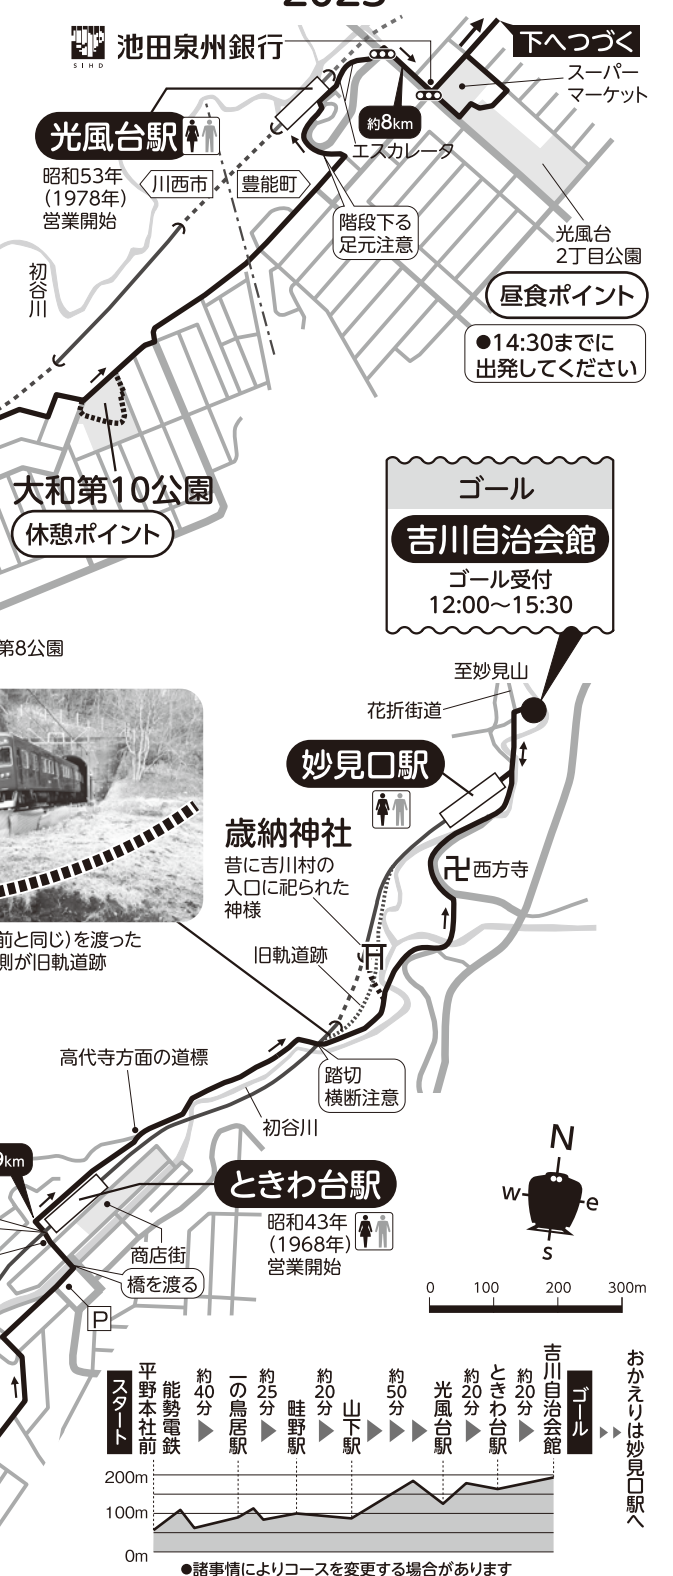 2023
SIHD
池田泉州銀行
下へつづく
スーパー
マーケット
光風台駅
約8km
エスカレータ
昭和53年
（1978年）
営業開始
川西市
豊能町
階段下る
足元注意
光風台
2丁目公園
昼食ポイント
●14:30までに
出発してください
初谷川
大和第10公園
休憩ポイント
ゴール
吉川自治会館
ゴール受付
12:00〜15:30
第8公園
至妙見山
花折街道
妙見口駅
歳納神社
昔に吉川村の
入口に祀られた
神様
卍西方寺
旧軌道跡
前と同じ）を渡った
側が旧軌道跡
高代寺方面の道標
踏切
横断注意
初谷川
9km
ときわ台駅
昭和43年
（1968年）
営業開始
商店街
橋を渡る
P
N
w
e
s
0 100 200 300m
スタート
平野本社前
能勢電鉄
約40分
一の鳥居駅
約25分
畦野駅
約20分
山下駅
約50分
光風台駅
約20分
ときわ台駅
約20分
吉川自治会館
ゴール
おかえりは妙見口駅へ
200m
100m
0m
●諸事情によりコースを変更する場合があります